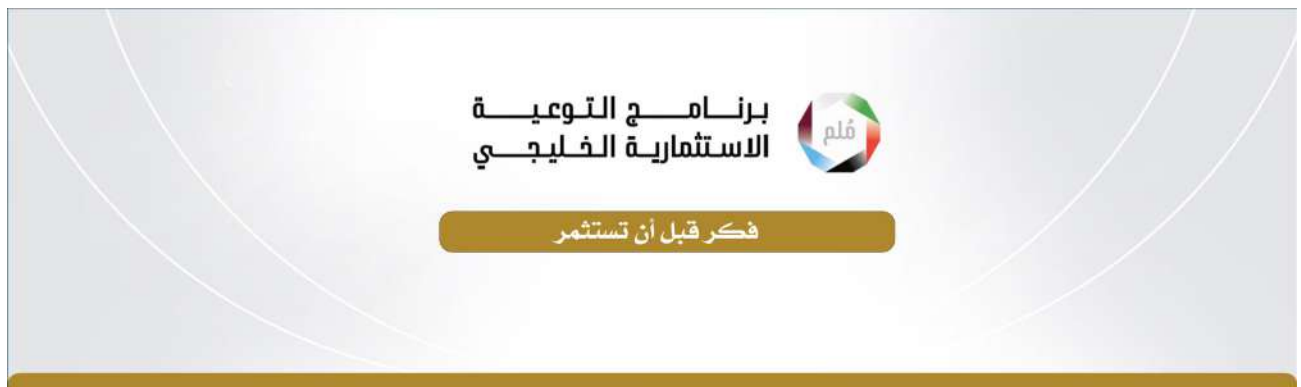 برنامج التوعية
الاستثمارية الخليجي
مُلم
فكر قبل أن تستثمر